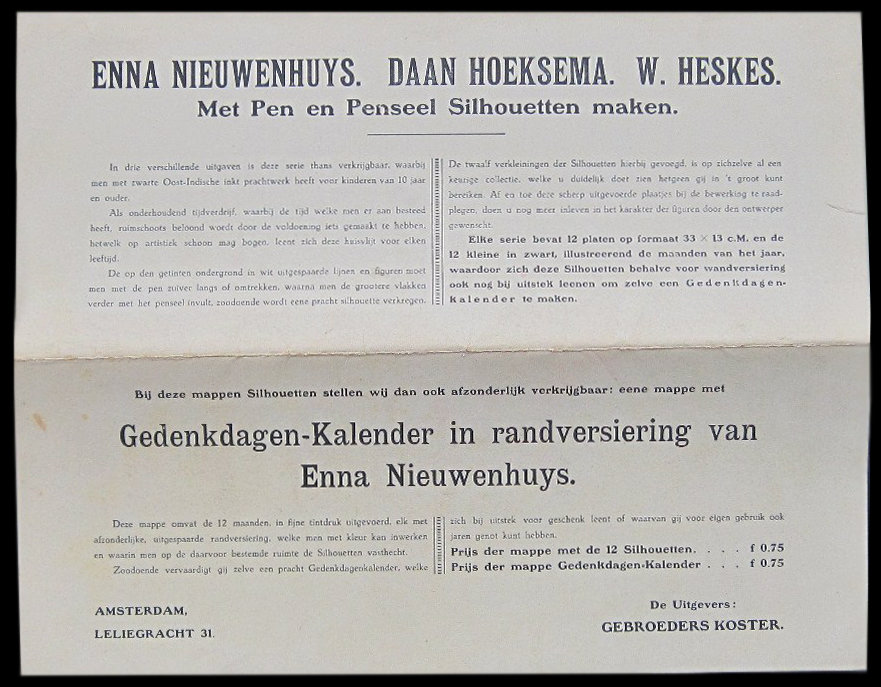 ENNA NIEUWENHUYS. DAAN HOEKSEMA. W. HESKES.
Met Pen en Penseel Silhouetten maken.
In drie verschillende uitgaven is deze serie thans verkrijgbaar, waarbij
men met zwarte Oost-Indische inkt prachtwerk heeft voor kinderen van 10 jaar
en ouder.
Als onderhoudend tijdverdrijf, waarbij de tijd welke men er aan besteed
heeft, ruimschoots beloond wordt door de voldoening iets gemaakt te hebben,
hetwelk op artistiek schoon mag bogen, leent zich deze huisvlijt voor elken
leeftijd.
De op den getinten ondergrond in wit uitgespaarde lijnen en figuren moet
men met de pen zuiver langs of omtrekken, waarna men de grootere vlakken
verder met het penseel invult, zoodoende wordt eene pracht silhouette verkregen.
De twaalf verkleiningen der Silhouetten hierbij gevoegd, is op zichzelve al een
keurige collectie, welke u duidelijk doet zien hetgeen gij in 't groot kunt
bereiken. Af en toe deze scherp uitgevoerde plaatjes bij de bewerking te raad-
plegen, doen u nog meer inleven in het karakter der figuren door den ontwerper
gewenscht.
Elke serie bevat 12 platen op formaat 33 × 13 c.M. en de
12 kleine in zwart, illustreerend de maanden van het jaar,
waardoor zich deze Silhouetten behalve voor wandversiering
ook nog bij uitstek leenen om zelve een Gedenkdagen-
Kalender te maken.
Bij deze mappen Silhouetten stellen wij dan ook afzonderlijk verkrijgbaar: eene mappe met
Gedenkdagen-Kalender in randversiering van
Enna Nieuwenhuys.
Deze mappe omvat de 12 maanden, in fijne tintdruk uitgevoerd, elk met
afzonderlijke, uitgespaarde randversiering, welke men met kleur kan inwerken
en waarin men op de daarvoor bestemde ruimte de Silhouetten vasthecht.
Zoodoende vervaardigt gij zelve een pracht Gedenkdagenkalender, welke
zich bij uitstek voor geschenk leent of waarvan gij voor eigen gebruik ook
jaren genot kunt hebben.
Prijs der mappe met de 12 Silhouetten. . . . f 0.75
Prijs der mappe Gedenkdagen-Kalender . . . f 0.75
AMSTERDAM,
LELIEGRACHT 31.
De Uitgevers:
GEBROEDERS KOSTER.